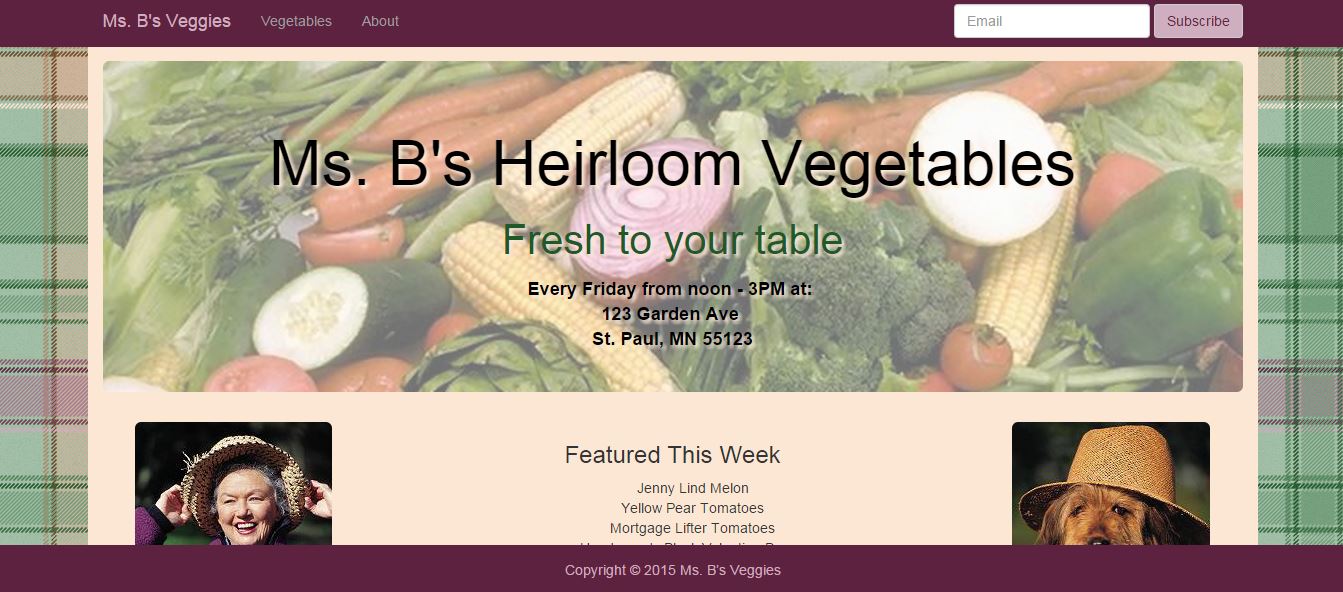 Ms. B's Veggies Vegetables About Email Subscribe
Ms. B's Heirloom Vegetables
Fresh to your table
Every Friday from noon - 3PM at:
123 Garden Ave
St. Paul, MN 55123
Featured This Week
Jenny Lind Melon
Yellow Pear Tomatoes
Mortgage Lifter Tomatoes
Copyright © 2015 Ms. B's Veggies